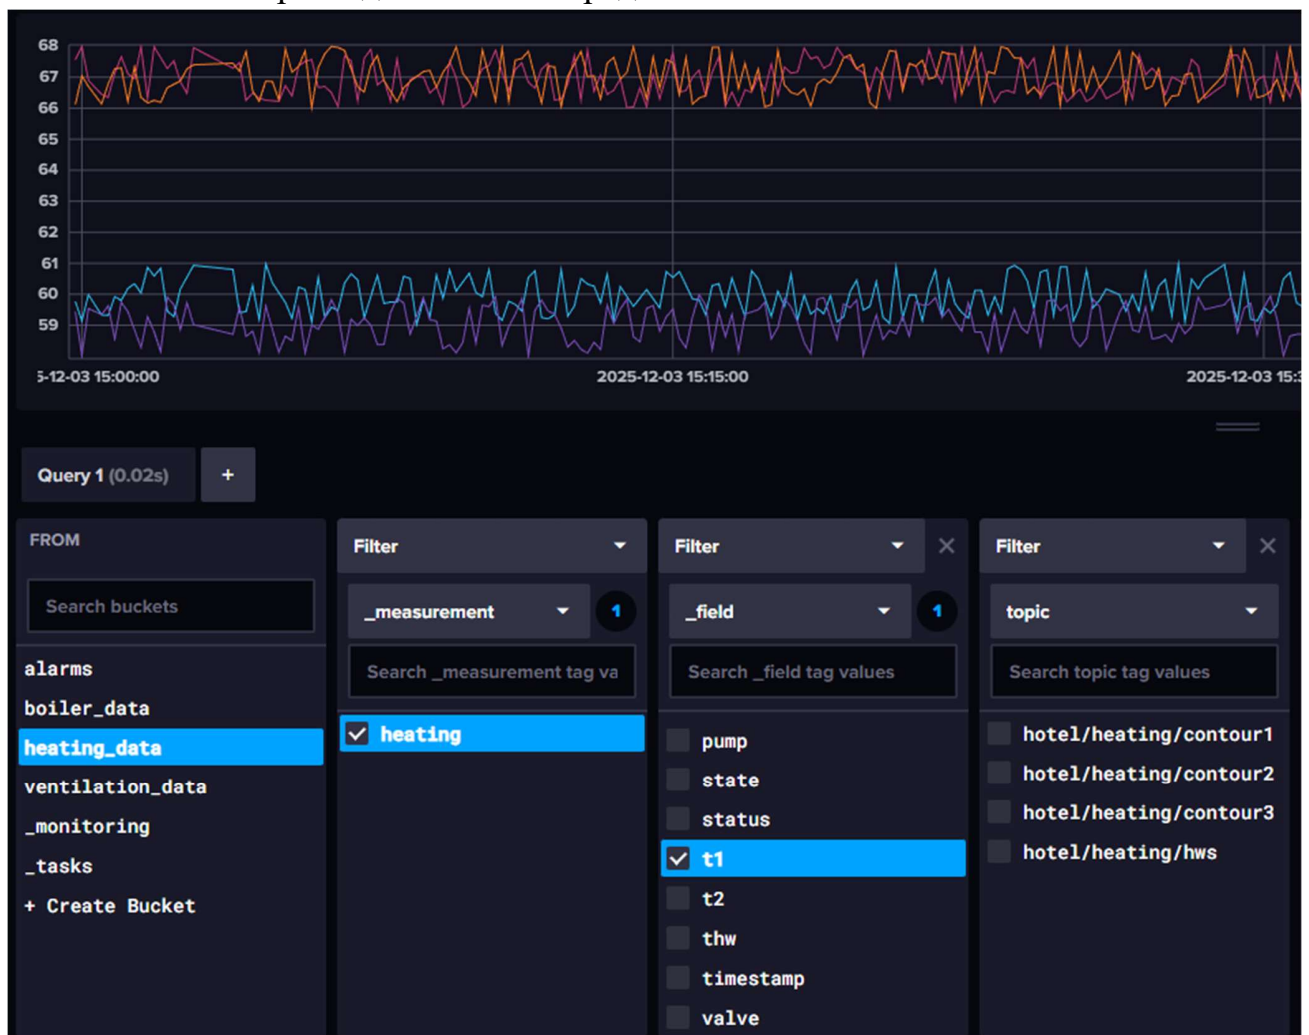 68
67
66
65
64
63
62
61
60
59
5-12-03 15:00:00 2025-12-03 15:15:00 2025-12-03 15:3
Query 1 (0.02s) +
FROM
Search buckets
alarms
boiler_data
heating_data
ventilation_data
_monitoring
_tasks
+ Create Bucket
Filter
_measurement 1
Search _measurement tag va
heating
Filter
_field 1
Search _field tag values
pump
state
status
t1
t2
thw
timestamp
valve
Filter
topic
Search topic tag values
hotel/heating/contour1
hotel/heating/contour2
hotel/heating/contour3
hotel/heating/hws